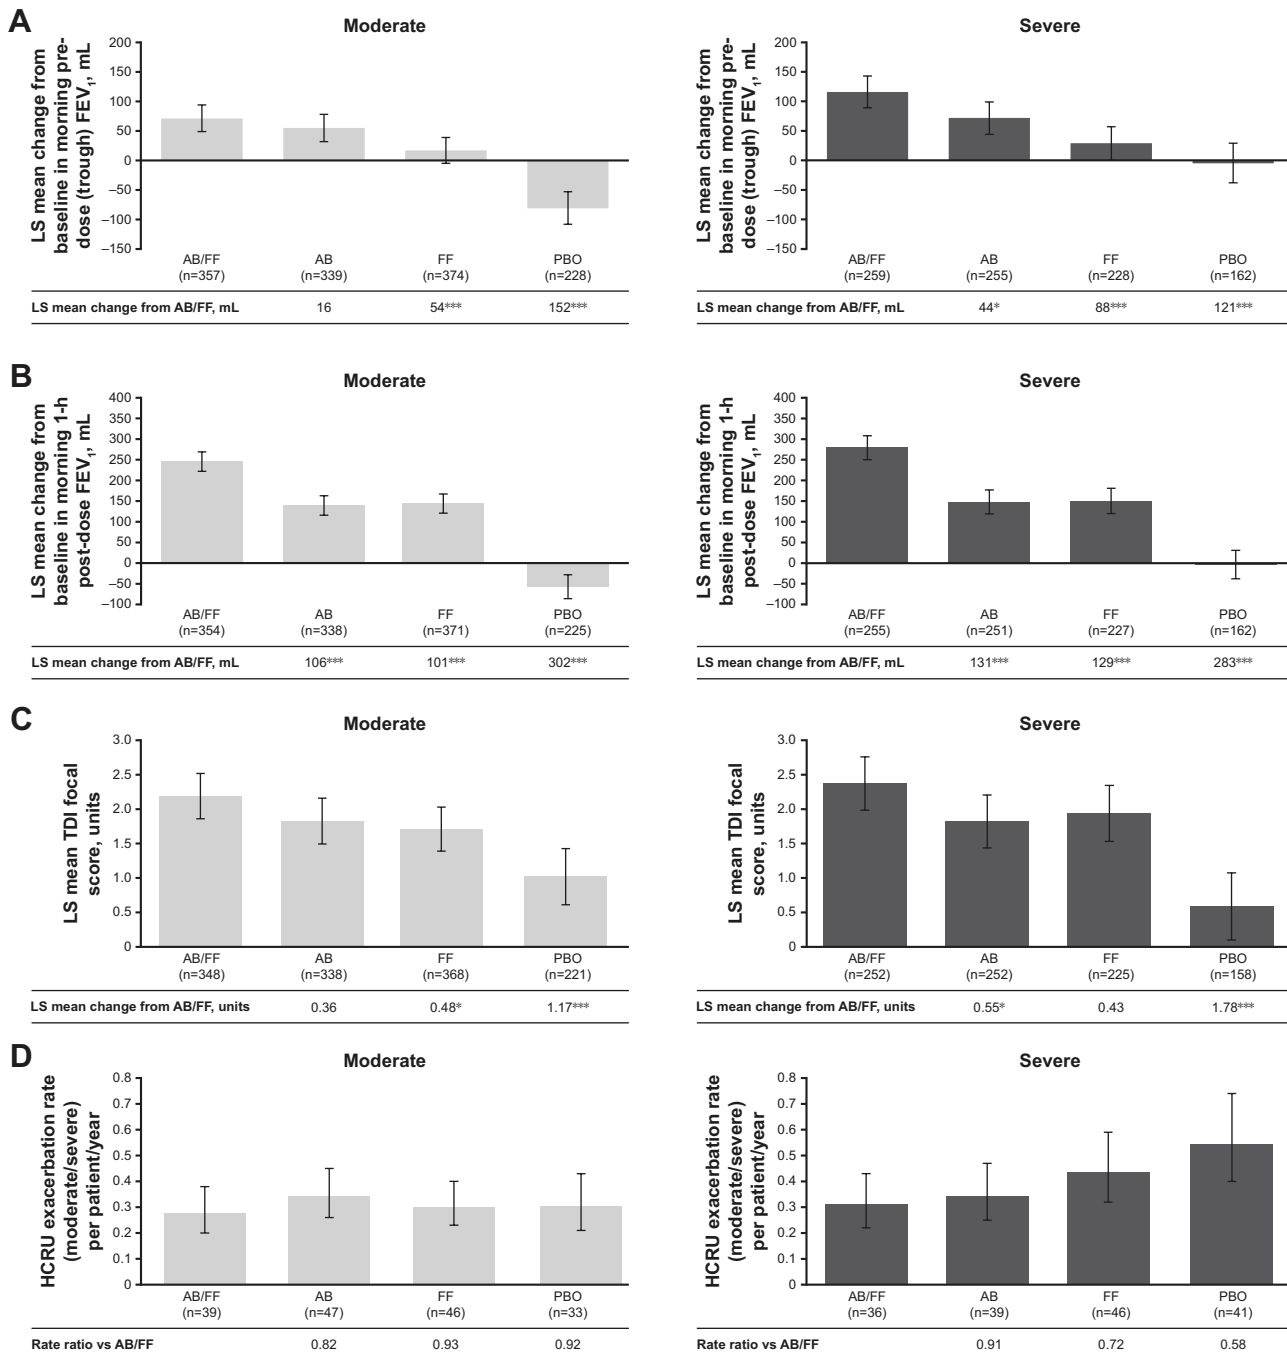 A
Moderate
LS mean change from
baseline in morning pre-
dose (trough) FEV1, mL
200
150
100
50
0
–50
–100
–150
AB/FF AB FF PBO
(n=357) (n=339) (n=374) (n=228)
LS mean change from AB/FF, mL 16 54*** 152***
Severe
LS mean change from
baseline in morning pre-
dose (trough) FEV1, mL
200
150
100
50
0
–50
–100
–150
AB/FF AB FF PBO
(n=259) (n=255) (n=228) (n=162)
LS mean change from AB/FF, mL 44* 88*** 121***
B
Moderate
LS mean change from
baseline in morning 1-h
post-dose FEV1, mL
400
350
300
250
200
150
100
50
0
–50
–100
AB/FF AB FF PBO
(n=354) (n=338) (n=371) (n=225)
LS mean change from AB/FF, mL 106*** 101*** 302***
Severe
LS mean change from
baseline in morning 1-h
post-dose FEV1, mL
400
350
300
250
200
150
100
50
0
–50
–100
AB/FF AB FF PBO
(n=255) (n=251) (n=227) (n=162)
LS mean change from AB/FF, mL 131*** 129*** 283***
C
Moderate
LS mean TDI focal
score, units
3.0
2.5
2.0
1.5
1.0
0.5
0
AB/FF AB FF PBO
(n=348) (n=338) (n=368) (n=221)
LS mean change from AB/FF, units 0.36 0.48* 1.17***
Severe
LS mean TDI focal
score, units
3.0
2.5
2.0
1.5
1.0
0.5
0
AB/FF AB FF PBO
(n=252) (n=252) (n=225) (n=158)
LS mean change from AB/FF, units 0.55* 0.43 1.78***
D
Moderate
HCRU exacerbation rate
(moderate/severe)
per patient/year
0.8
0.7
0.6
0.5
0.4
0.3
0.2
0.1
0
AB/FF AB FF PBO
(n=39) (n=47) (n=46) (n=33)
Rate ratio vs AB/FF 0.82 0.93 0.92
Severe
HCRU exacerbation rate
(moderate/severe)
per patient/year
0.8
0.7
0.6
0.5
0.4
0.3
0.2
0.1
0
AB/FF AB FF PBO
(n=36) (n=39) (n=46) (n=41)
Rate ratio vs AB/FF 0.91 0.72 0.58